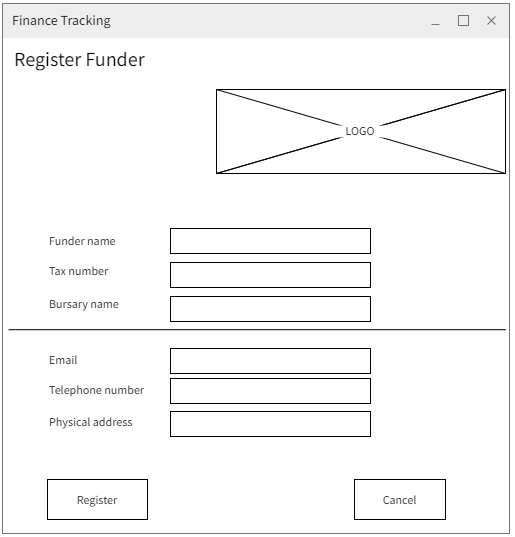 Finance Tracking
Register Funder
LOGO
Funder name
Tax number
Bursary name
Email
Telephone number
Physical address
Register
Cancel